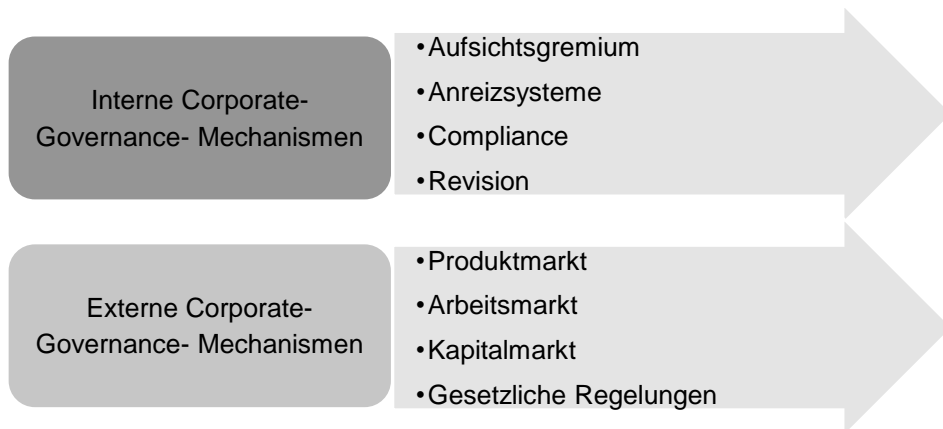 Interne Corporate-
Governance- Mechanismen
•Aufsichtsgremium
•Anreizsysteme
•Compliance
•Revision
Externe Corporate-
Governance- Mechanismen
•Produktmarkt
•Arbeitsmarkt
•Kapitalmarkt
•Gesetzliche Regelungen